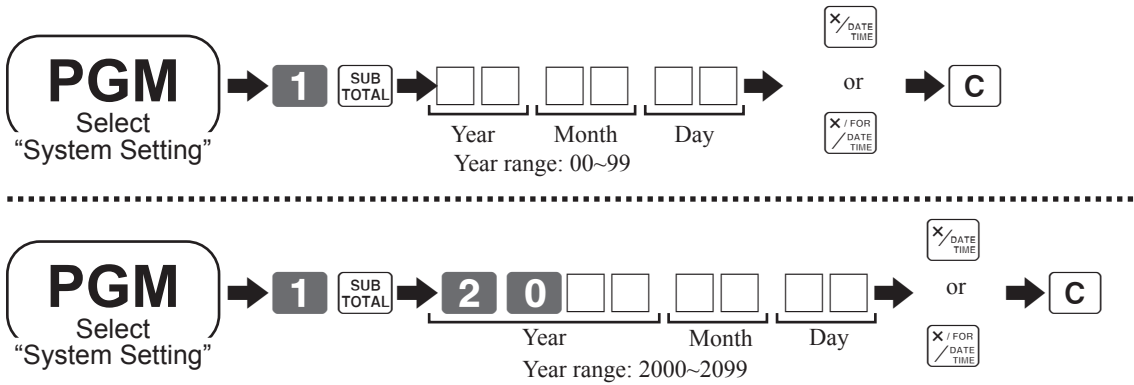 PGM
Select
“System Setting”
1
SUB
TOTAL
Year Month Day
Year range: 00~99
×/DATE
TIME
or
×/FOR
/DATE
TIME
C
PGM
Select
“System Setting”
1
SUB
TOTAL
2 0
Year Month Day
Year range: 2000~2099
×/DATE
TIME
or
×/FOR
/DATE
TIME
C